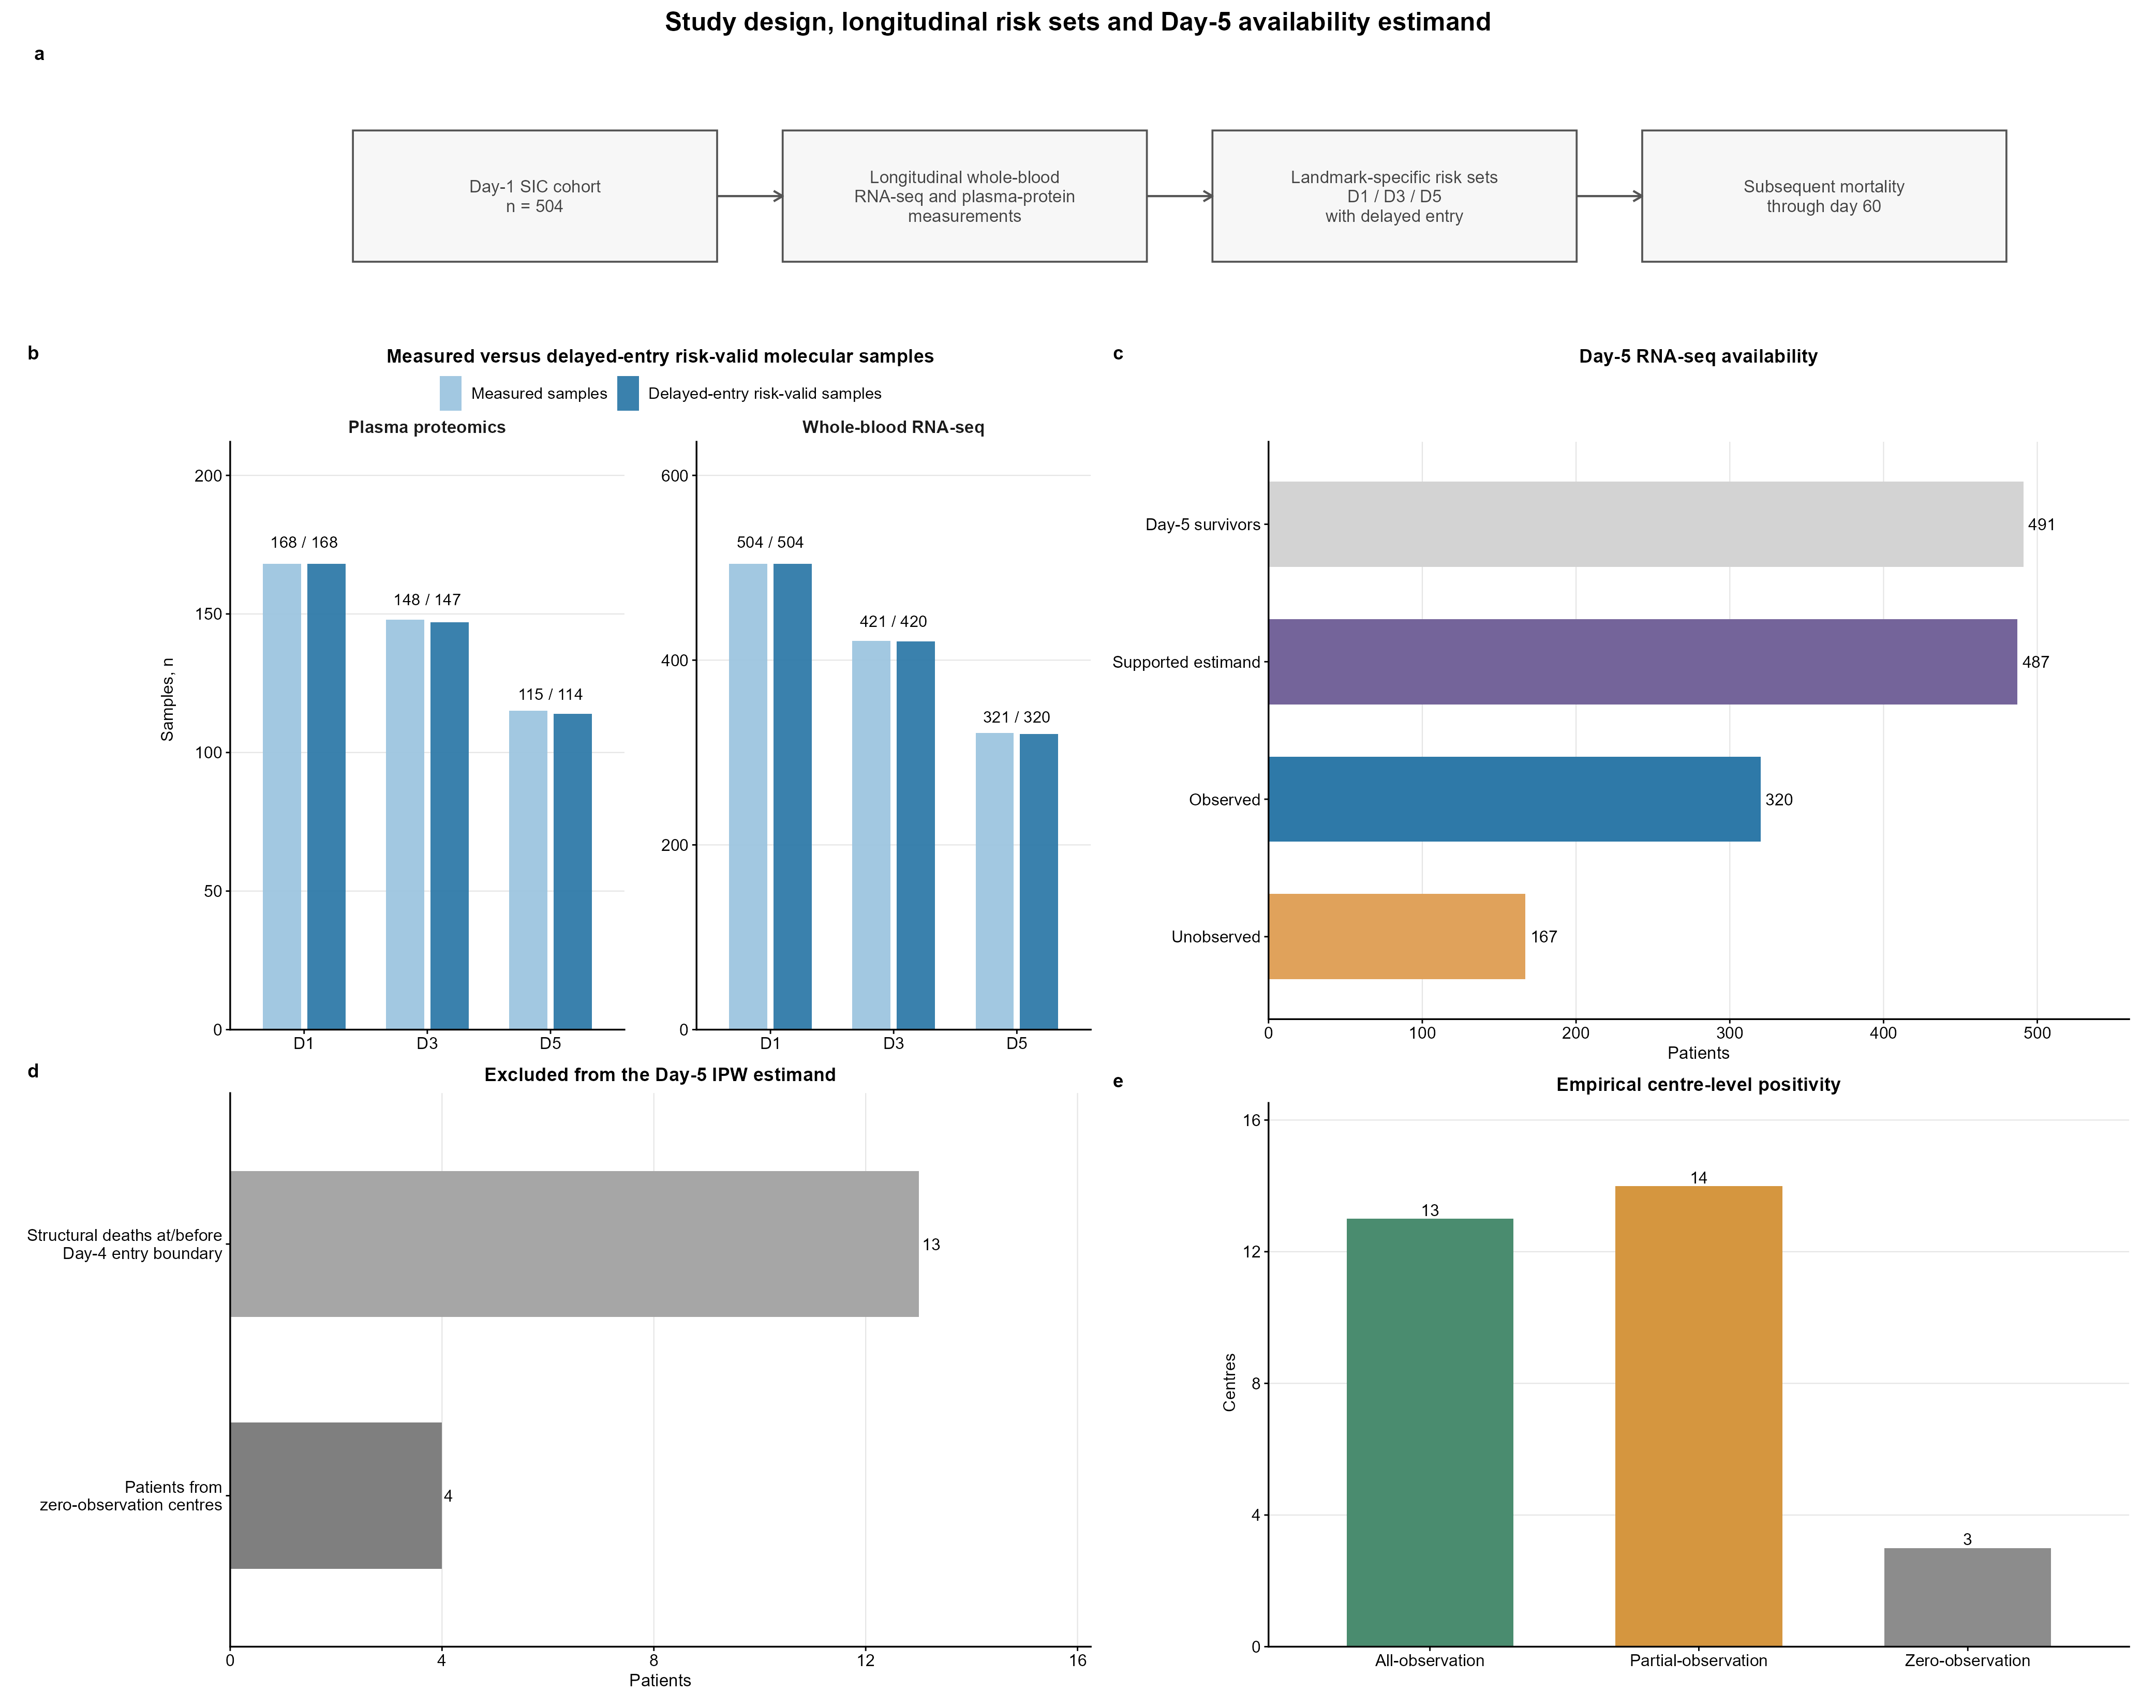 Study design, longitudinal risk sets and Day-5 availability estimand
a
Day-1 SIC cohort
n = 504
Longitudinal whole-blood
RNA-seq and plasma-protein
measurements
Landmark-specific risk sets
D1 / D3 / D5
with delayed entry
Subsequent mortality
through day 60
b
Measured versus delayed-entry risk-valid molecular samples
Measured samples
Delayed-entry risk-valid samples
Plasma proteomics
Samples, n
200
150
100
50
0
168 / 168
148 / 147
115 / 114
D1
D3
D5
Whole-blood RNA-seq
600
400
200
0
504 / 504
421 / 420
321 / 320
D1
D3
D5
c
Day-5 RNA-seq availability
Day-5 survivors
491
Supported estimand
487
Observed
320
Unobserved
167
0
100
200
300
400
500
Patients
d
Excluded from the Day-5 IPW estimand
Structural deaths at/before
Day-4 entry boundary
13
Patients from
zero-observation centres
4
0
4
8
12
16
Patients
e
Empirical centre-level positivity
Centres
16
12
8
4
0
13
14
3
All-observation
Partial-observation
Zero-observation